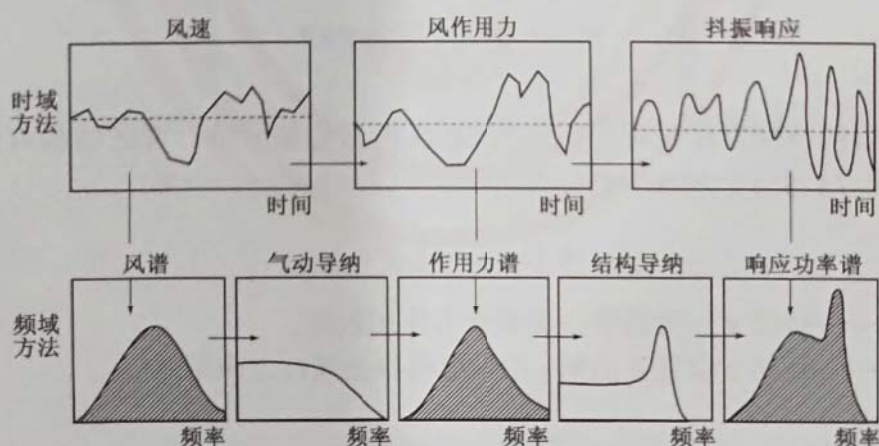 风速 风作用力 抖振响应
时域
方法
时间 时间 时间
风谱 气动导纳 作用力谱 结构导纳 响应功率谱
频域
方法
频率 频率 频率 频率 频率